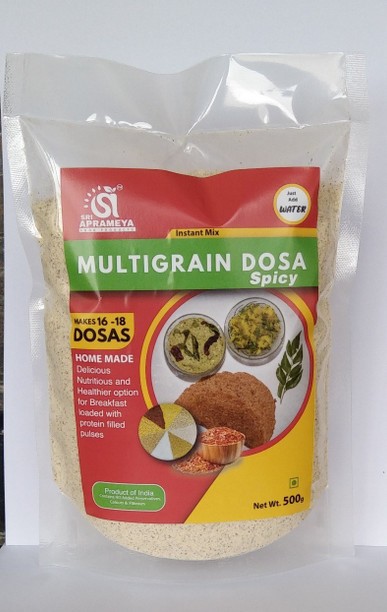 SRI
APRAMEYA
Just
Add
WATER
Instant Mix
MULTIGRAIN DOSA
Spicy
MAKES 16 -18
DOSAS
HOME MADE
Delicious
Nutritious and
Healthier option
for Breakfast
loaded with
protein filled
pulses
Product of India
Net Wt. 500g